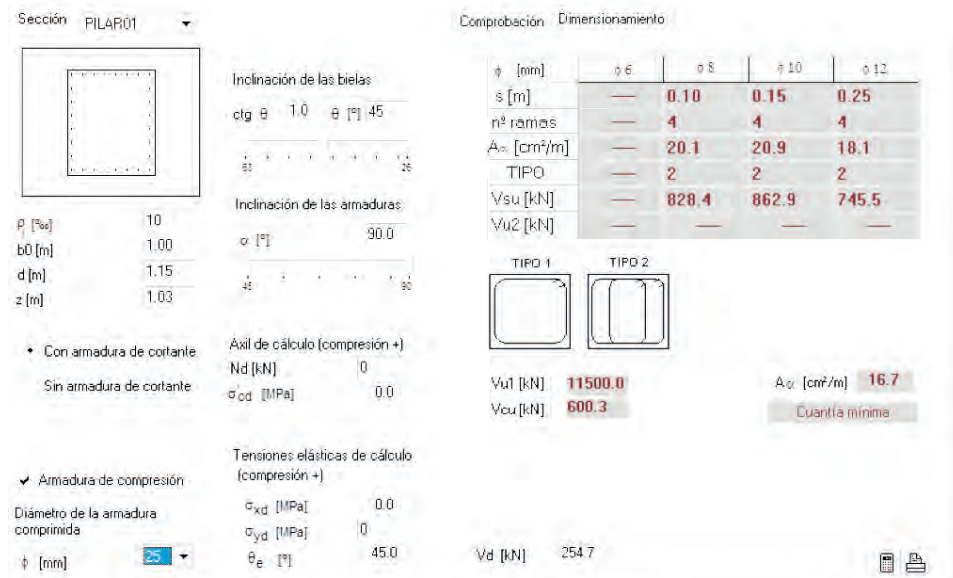 Sección PILAR01
Inclinación de las bielas
ctg θ 1.0 θ [°] 45
63 26
Inclinación de las armaduras
α [°] 90.0
45 90
ρl [‰] 10
b0 [m] 1.00
d [m] 1.15
z [m] 1.03
Con armadura de cortante
Sin armadura de cortante
Axil de cálculo (compresión +)
Nd [kN] 0
σ'cd [MPa] 0.0
Tensiones elásticas de cálculo
(compresión +)
σxd [MPa] 0.0
σyd [MPa] 0
θe [°] 45.0
Armadura de compresión
Diámetro de la armadura
comprimida
ϕ [mm] 25
Comprobación Dimensionamiento
ϕ [mm] ϕ 6 ϕ 8 ϕ 10 ϕ 12
s [m] — 0.10 0.15 0.25
nº ramas — 4 4 4
Aα [cm²/m] — 20.1 20.9 18.1
TIPO — 2 2 2
Vsu [kN] — 828.4 862.9 745.5
Vu2 [kN] — — — —
TIPO 1 TIPO 2
Vu1 [kN] 11500.0 Aα [cm²/m] 16.7
Vcu [kN] 600.3 Cuantía mínima
Vd [kN] 254.7